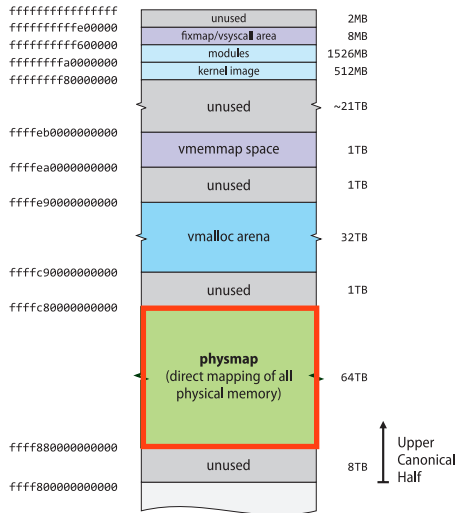 ffffffffffffffff
unused 2MB
ffffffffffe00000
fixmap/vsyscall area 8MB
ffffffffff600000
modules 1526MB
ffffffffa0000000
kernel image 512MB
ffffffff80000000
unused ~21TB
ffffeb0000000000
vmemmap space 1TB
ffffea0000000000
unused 1TB
ffffe90000000000
vmalloc arena 32TB
ffffc90000000000
unused 1TB
ffffc80000000000
physmap
(direct mapping of all 64TB
physical memory)
ffff880000000000
unused 8TB
ffff800000000000
Upper
Canonical
Half